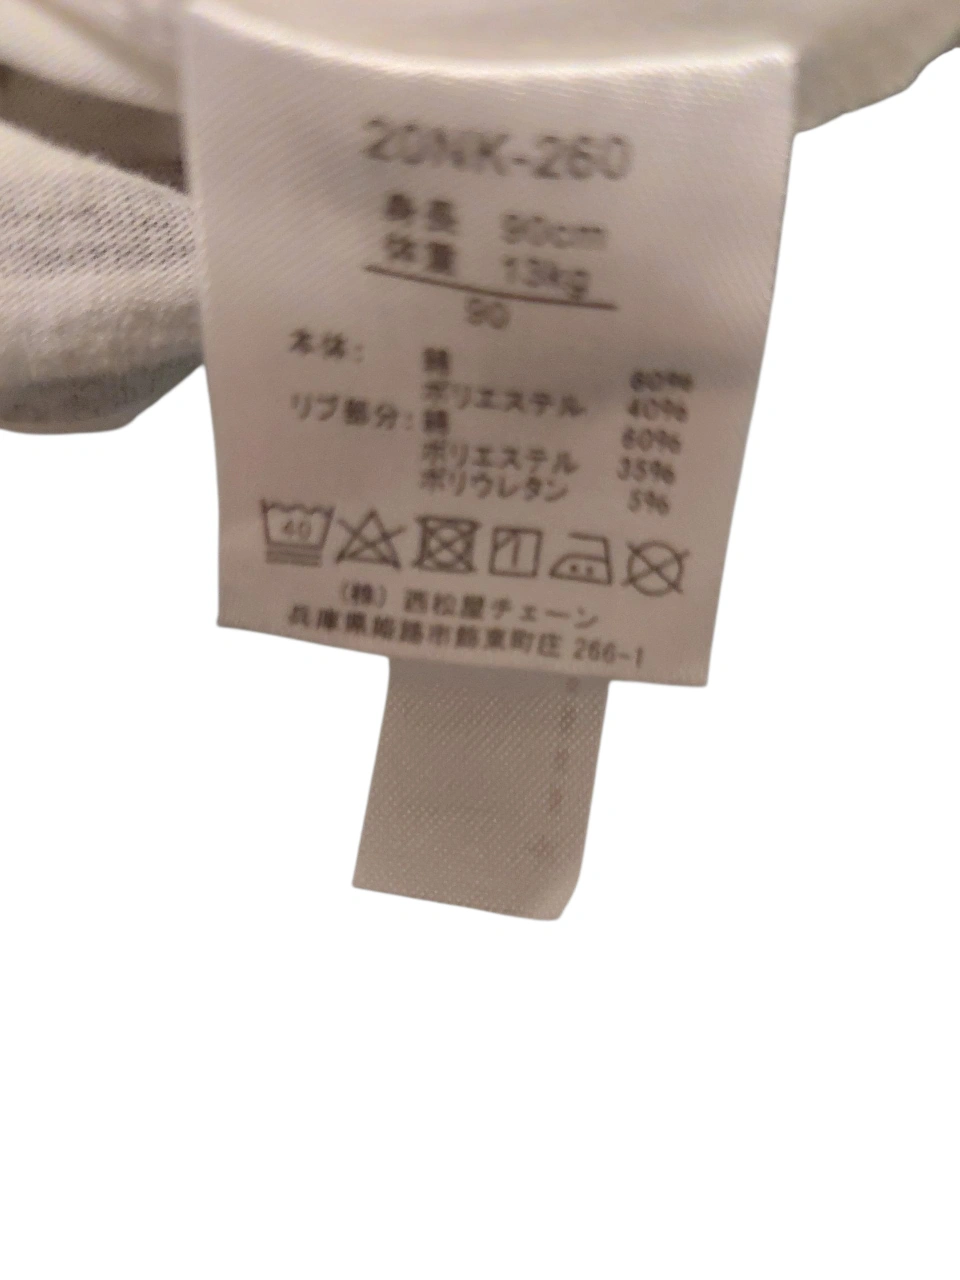 20NK-260
身長 90cm
体重 13kg
90
本体: 綿 60%
ポリエステル 40%
リブ部分: 綿 60%
ポリエステル 35%
ポリウレタン 5%
40
(株) 西松屋チェーン
兵庫県姫路市飾東町庄 266-1